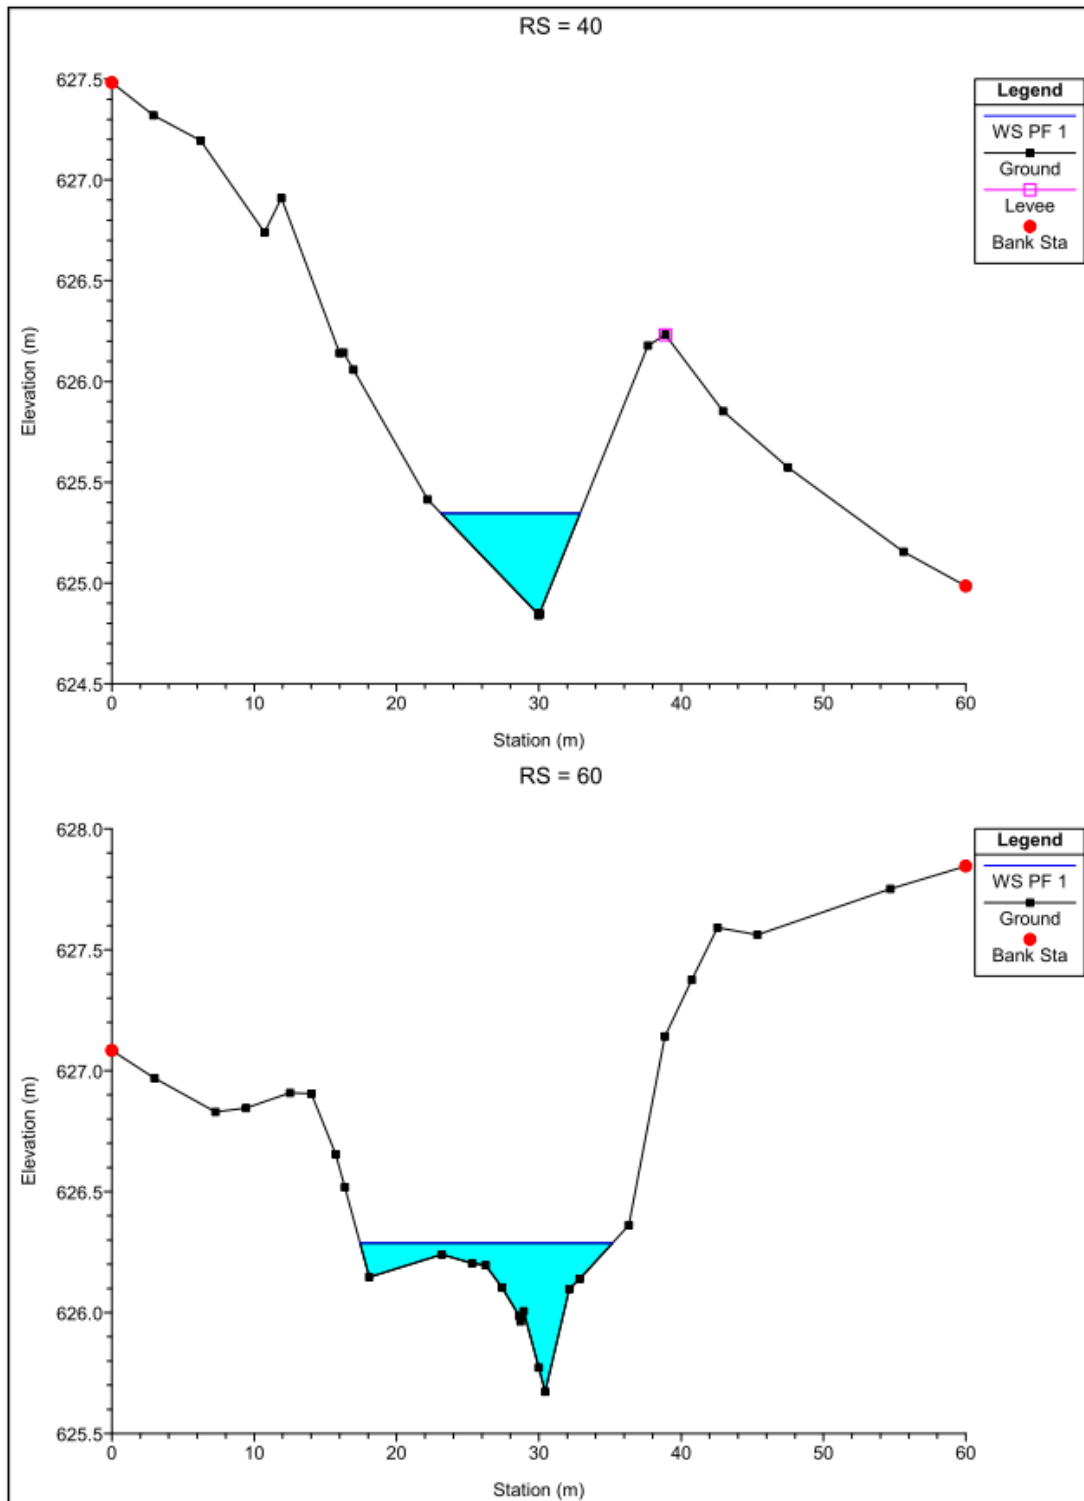 RS = 40
627.5
627.0
626.5
626.0
625.5
625.0
624.5
Elevation (m)
0 10 20 30 40 50 60
Station (m)
Legend
WS PF 1
Ground
Levee
Bank Sta
RS = 60
628.0
627.5
627.0
626.5
626.0
625.5
Elevation (m)
0 10 20 30 40 50 60
Station (m)
Legend
WS PF 1
Ground
Bank Sta